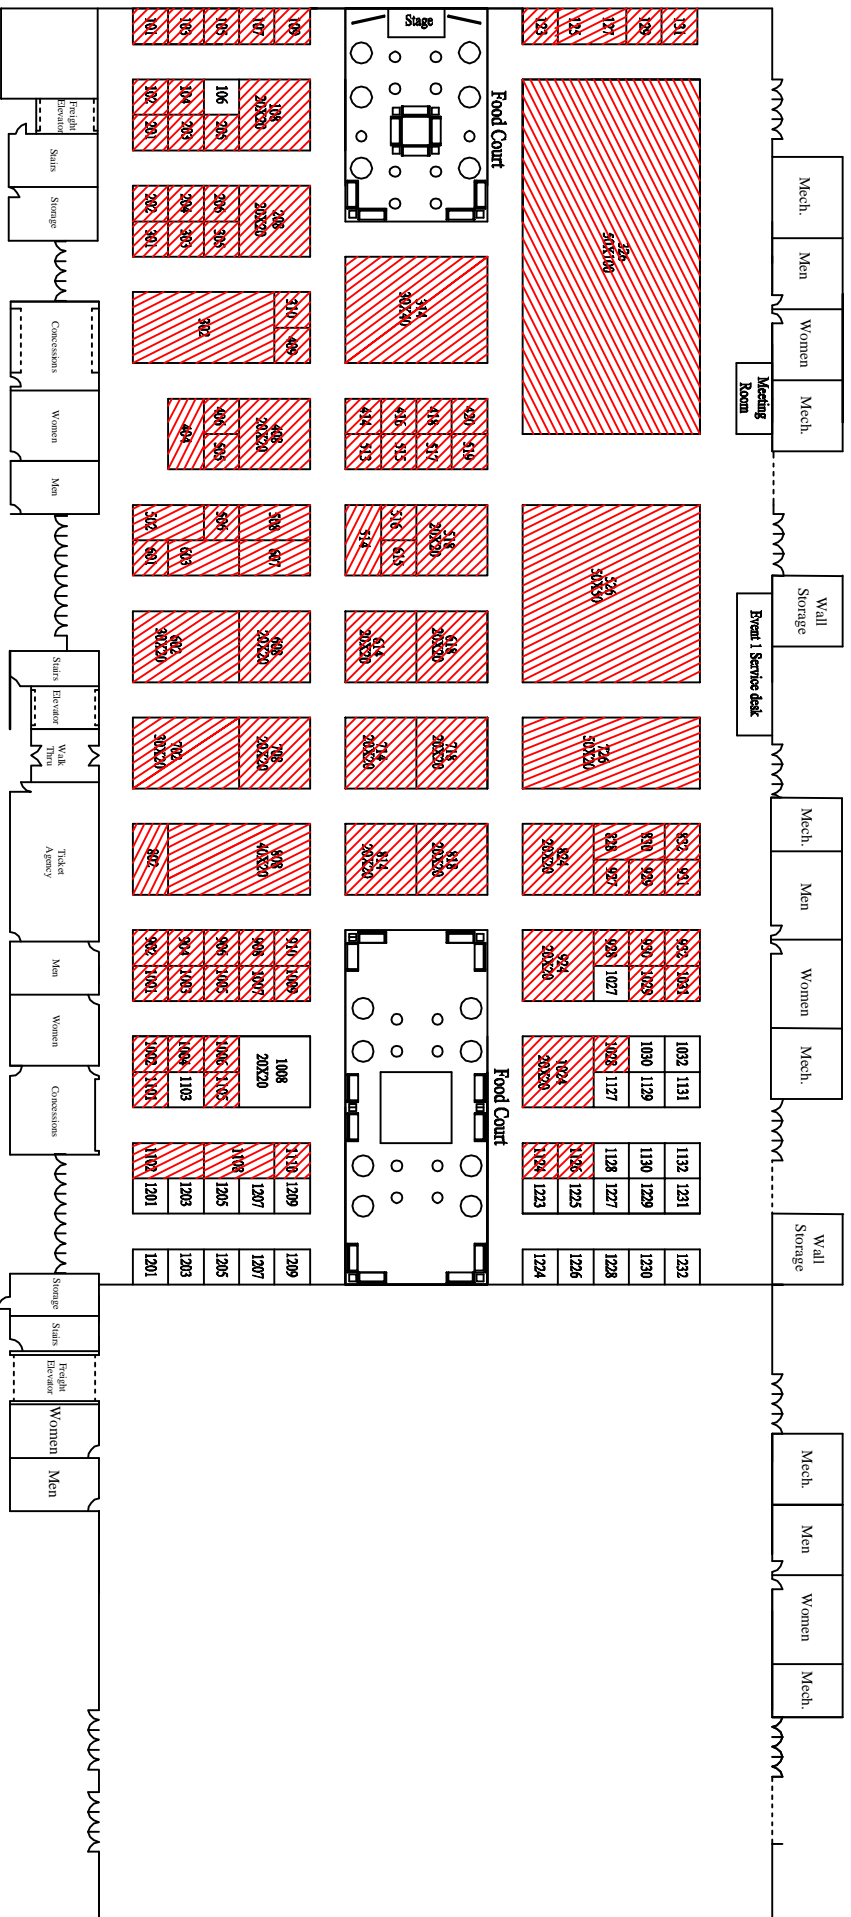 Stage
101
103
105
107
109
123
125
127
129
131
102
104
106
108
20X20
201
203
205
Food Court
326
50X100
202
204
206
208
20X20
301
303
305
302
310
409
314
30X40
404
406
505
408
20X20
414
416
418
420
513
515
517
519
502
506
508
601
603
607
514
516
615
518
20X20
526
50X50
602
30X20
608
20X20
614
20X20
618
20X20
702
30X20
708
20X20
714
20X20
718
20X20
726
50X20
802
808
40X20
814
20X20
818
20X20
824
20X20
828
830
832
927
929
931
902
904
906
908
910
1001
1003
1005
1007
1009
924
20X20
928
930
932
1027
1029
1031
1002
1004
1006
1008
20X20
1101
1103
1105
Food Court
1024
20X20
1028
1030
1032
1127
1129
1131
1102
1108
1110
1201
1203
1205
1207
1209
1124
1126
1128
1130
1132
1223
1225
1227
1229
1231
1201
1203
1205
1207
1209
1224
1226
1228
1230
1232
Freight
Elevator
Stairs
Storage
Concessions
Women
Men
Stairs
Elevator
Walk
Thru
Ticket
Agency
Men
Women
Concessions
Storage
Stairs
Freight
Elevator
Women
Men
Mech.
Men
Women
Mech.
Meeting
Room
Wall
Storage
Event 1 Service desk
Mech.
Men
Women
Mech.
Wall
Storage
Mech.
Men
Women
Mech.